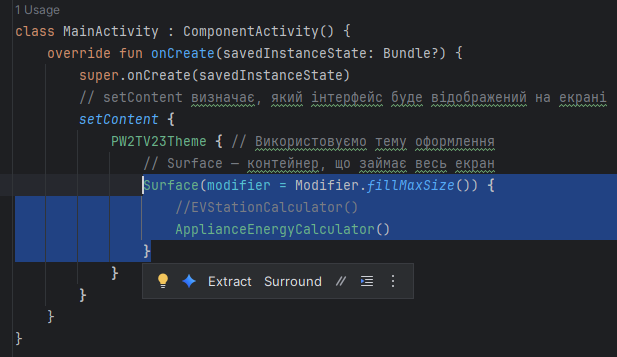 1 Usage
class MainActivity : ComponentActivity() {
override fun onCreate(savedInstanceState: Bundle?) {
super.onCreate(savedInstanceState)
// setContent визначає, який інтерфейс буде відображений на екрані
setContent {
PW2TV23Theme { // Використовуємо тему оформлення
// Surface — контейнер, що займає весь екран
Surface(modifier = Modifier.fillMaxSize()) {
//EVStationCalculator()
ApplianceEnergyCalculator()
}
}
Extract Surround //
}
}
}